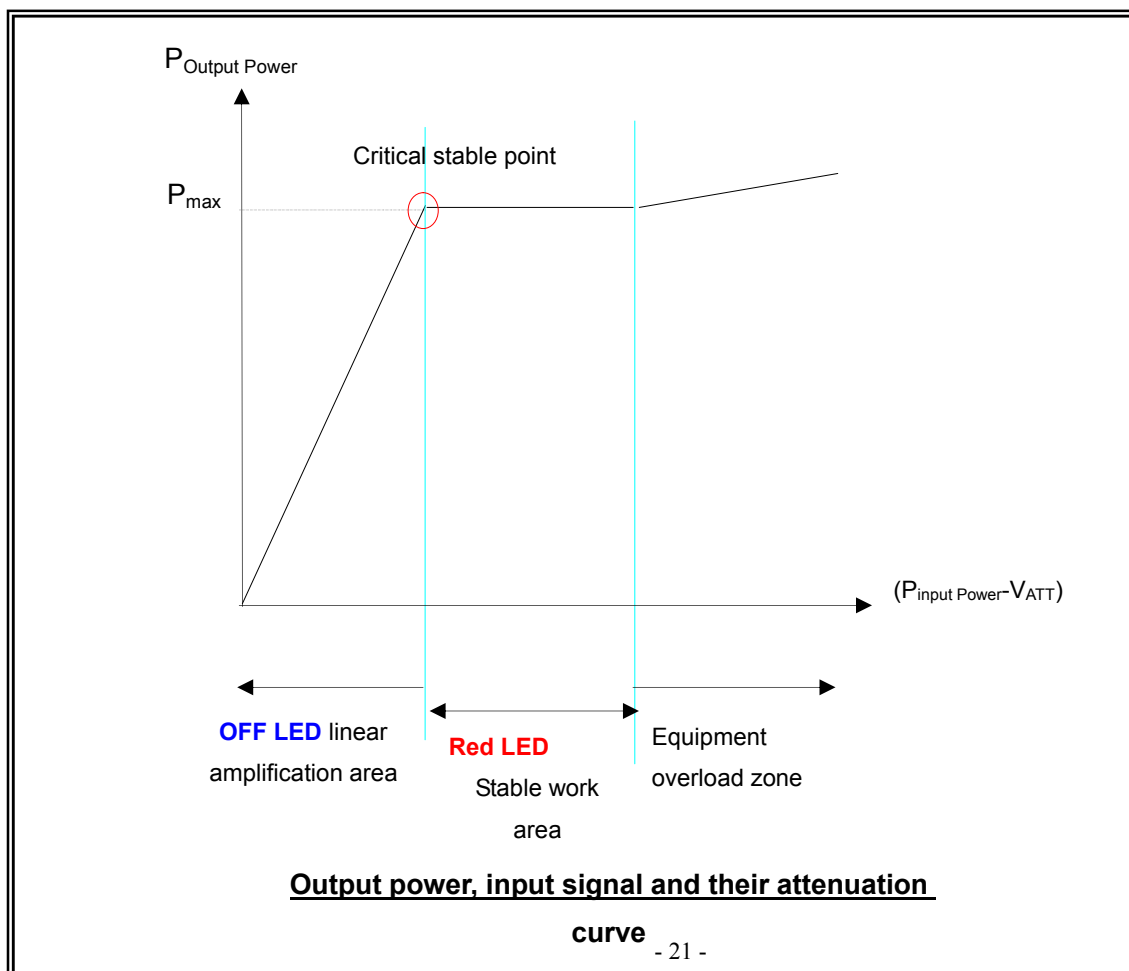 P Output Power
Critical stable point
Pmax
(Pinput Power-VATT)
OFF LED linear
amplification area
Red LED
Stable work
area
Equipment
overload zone
Output power, input signal and their attenuation
curve
- 21 -